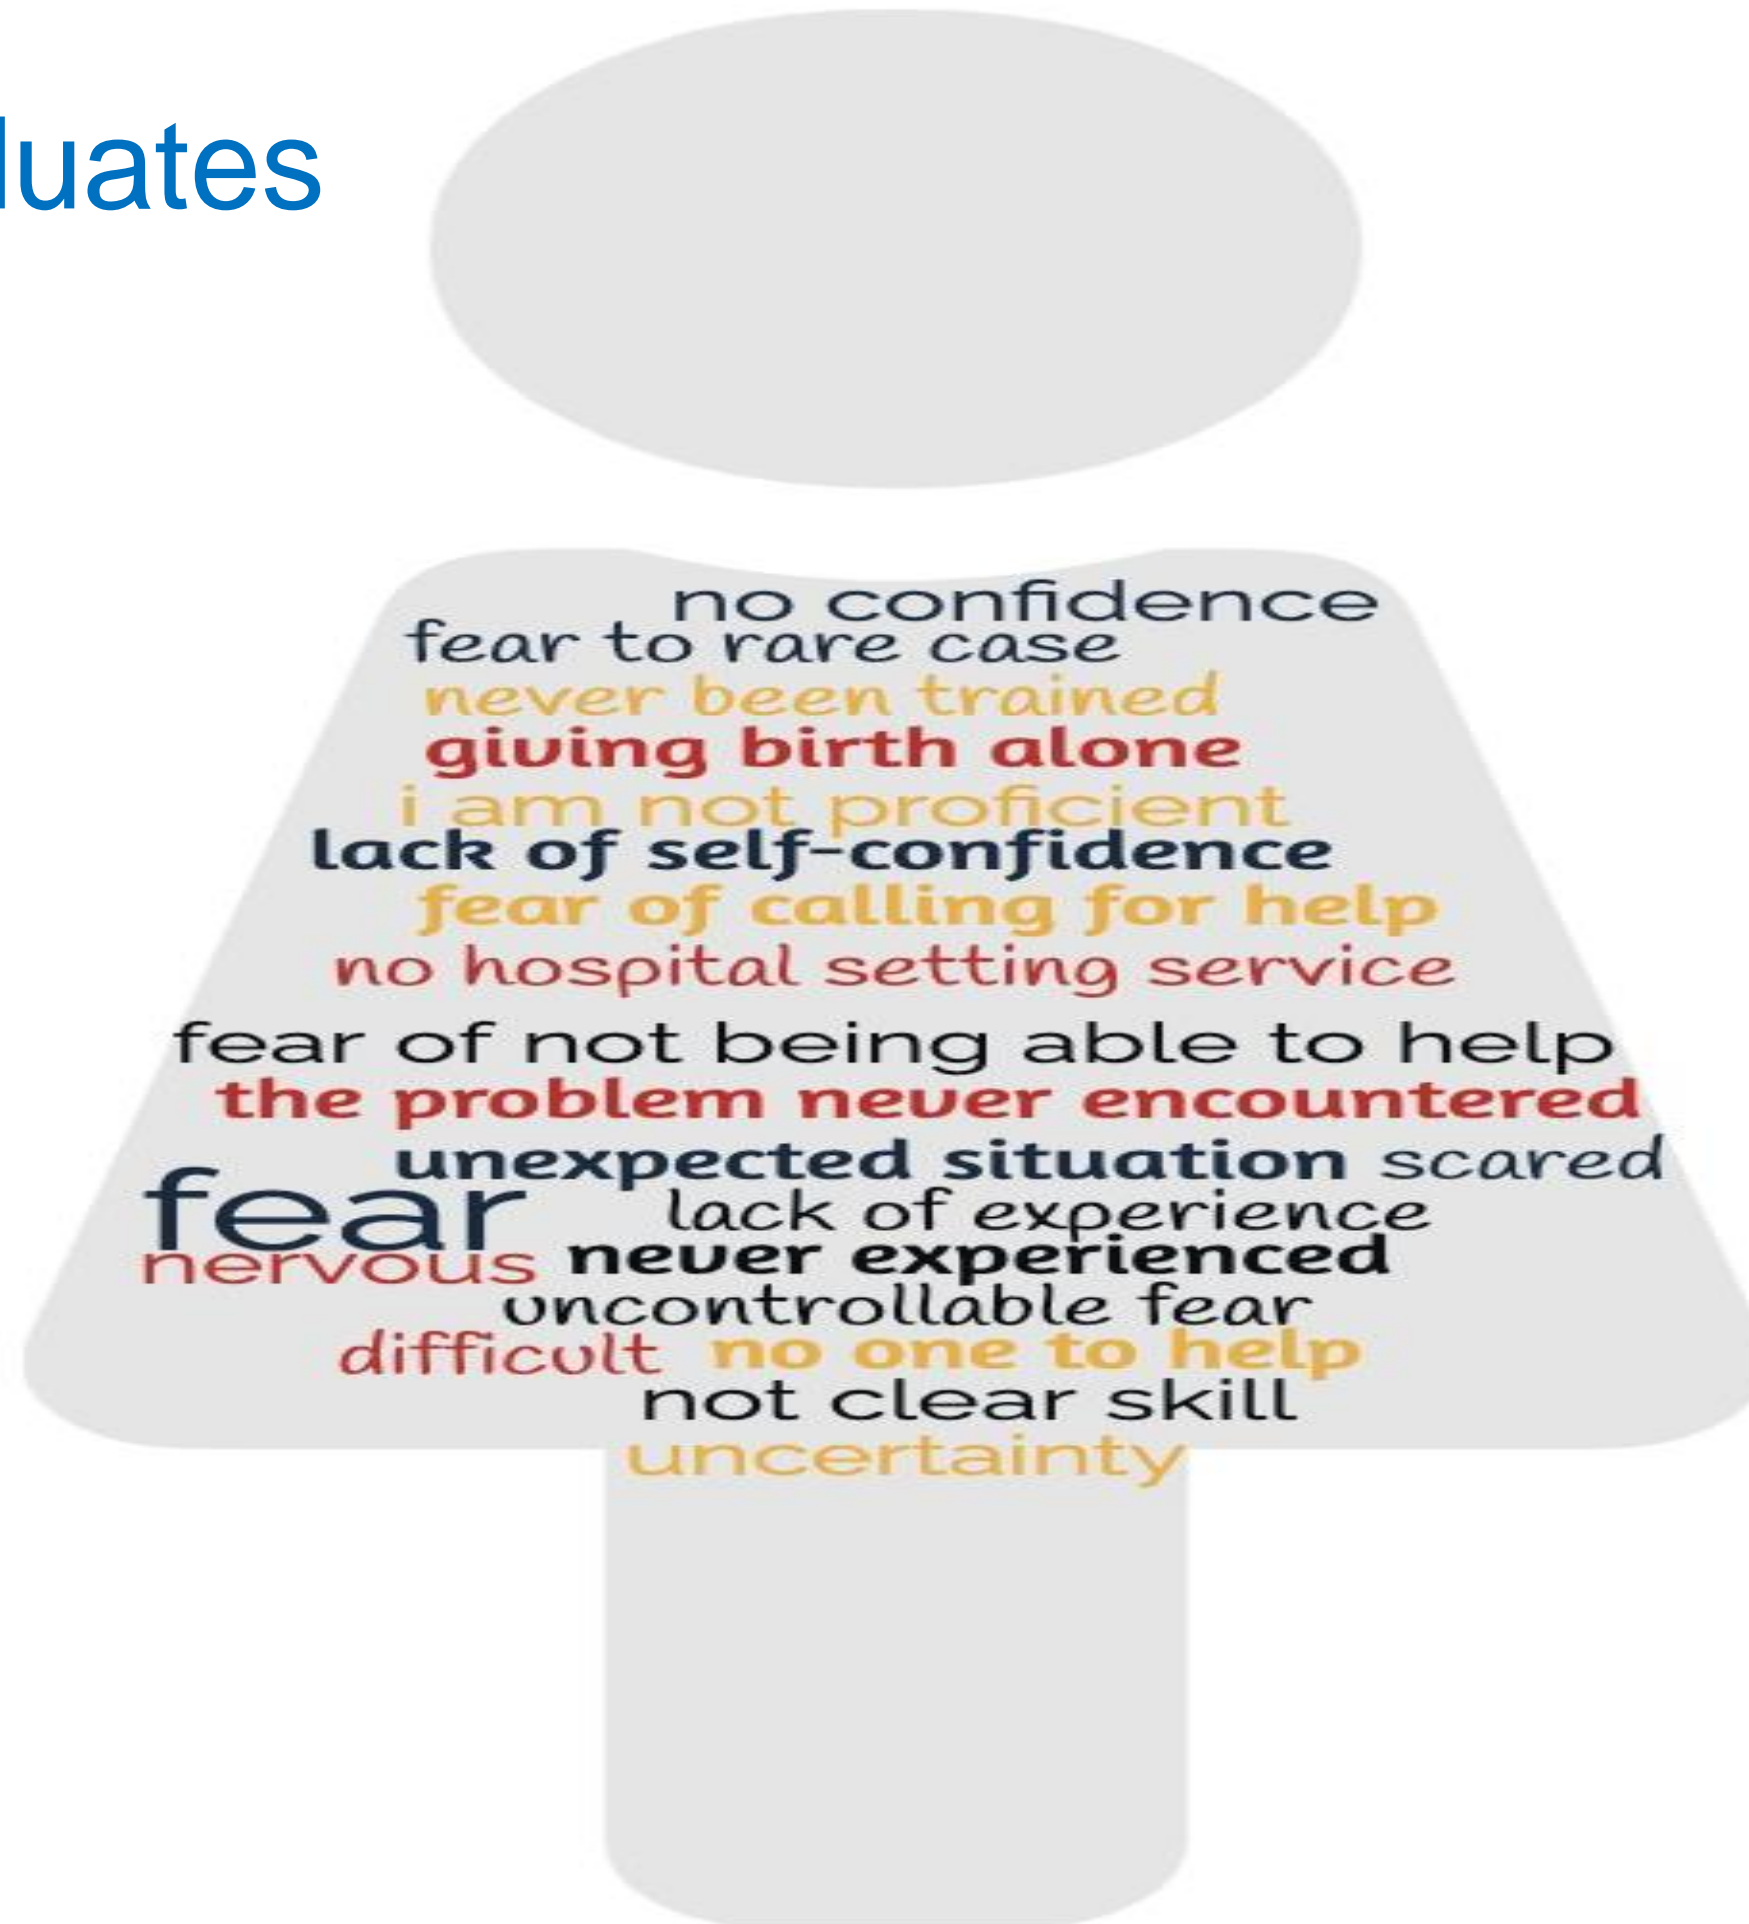 luates
no confidence
fear to rare case
never been trained
giving birth alone
i am not proficient
lack of self-confidence
fear of calling for help
no hospital setting service
fear of not being able to help
the problem never encountered
unexpected situation scared
fear lack of experience
nervous never experienced
uncontrollable fear
difficult no one to help
not clear skill
uncertainty